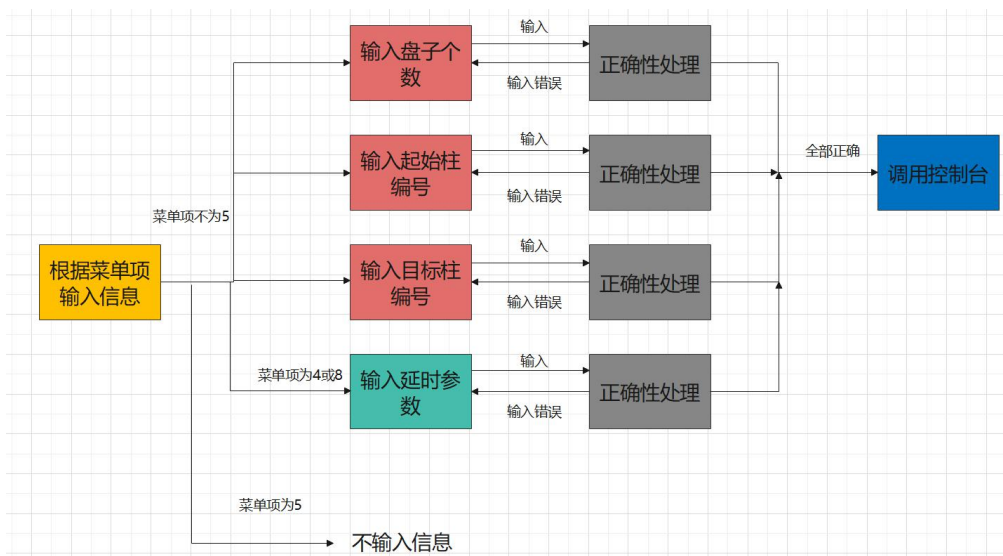 输入盘子个
数
输入
输入错误
正确性处理
输入起始柱
编号
输入
输入错误
正确性处理
全部正确
调用控制台
菜单项不为5
根据菜单项
输入信息
输入目标柱
编号
输入
输入错误
正确性处理
菜单项为4或8
输入延时参
数
输入
输入错误
正确性处理
菜单项为5
不输入信息